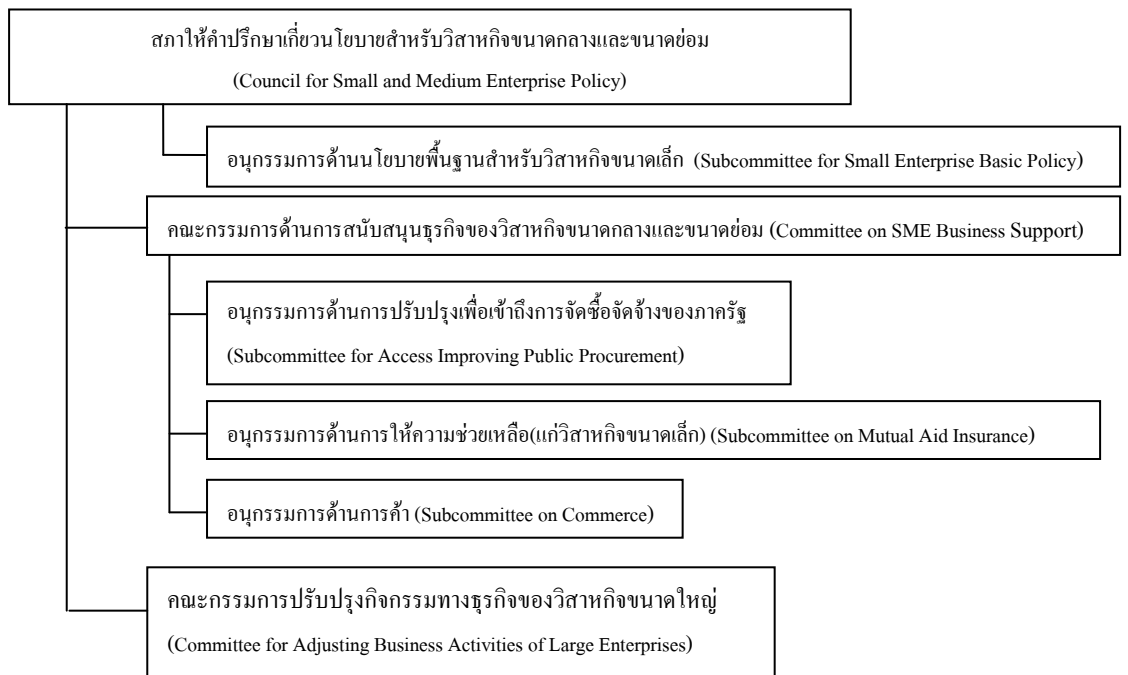 สภาให้คำปรึกษาเกี่ยวนโยบายสำหรับวิสาหกิจขนาดกลางและขนาดย่อม
(Council for Small and Medium Enterprise Policy)
อนุกรรมการด้านนโยบายพื้นฐานสำหรับวิสาหกิจขนาดเล็ก (Subcommittee for Small Enterprise Basic Policy)
คณะกรรมการด้านการสนับสนุนธุรกิจของวิสาหกิจขนาดกลางและขนาดย่อม (Committee on SME Business Support)
อนุกรรมการด้านการปรับปรุงเพื่อเข้าถึงการจัดซื้อจัดจ้างของภาครัฐ
(Subcommittee for Access Improving Public Procurement)
อนุกรรมการด้านการให้ความช่วยเหลือ(แก่วิสาหกิจขนาดเล็ก) (Subcommittee on Mutual Aid Insurance)
อนุกรรมการด้านการค้า (Subcommittee on Commerce)
คณะกรรมการปรับปรุงกิจกรรมทางธุรกิจของวิสาหกิจขนาดใหญ่
(Committee for Adjusting Business Activities of Large Enterprises)